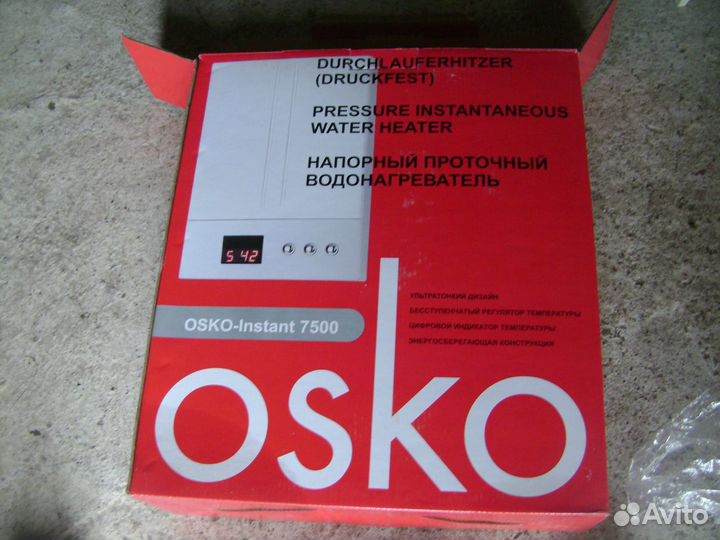 DURCHLAUFERHITZER
(DRUCKFEST)
PRESSURE INSTANTANEOUS
WATER HEATER
НАПОРНЫЙ ПРОТОЧНЫЙ
ВОДОНАГРЕВАТЕЛЬ
S 42
УЛЬТРАТОНКИЙ ДИЗАЙН
БЕССТУПЕНЧАТЫЙ РЕГУЛЯТОР ТЕМПЕРАТУРЫ
ЦИФРОВОЙ ИНДИКАТОР ТЕМПЕРАТУРЫ
ЭНЕРГОСБЕРЕГАЮЩАЯ КОНСТРУКЦИЯ
OSKO-Instant 7500
osko
Avito